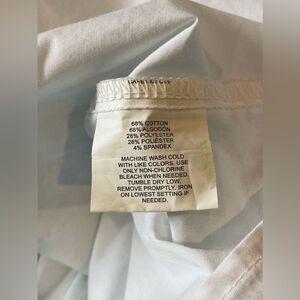 68% COTTON
68% ALGODÓN
28% POLYESTER
28% POLIÉSTER
4% SPANDEX
MACHINE WASH COLD
WITH LIKE COLORS. USE
ONLY NON-CHLORINE
BLEACH WHEN NEEDED.
TUMBLE DRY LOW,
REMOVE PROMPTLY. IRON
ON LOWEST SETTING IF
NEEDED.